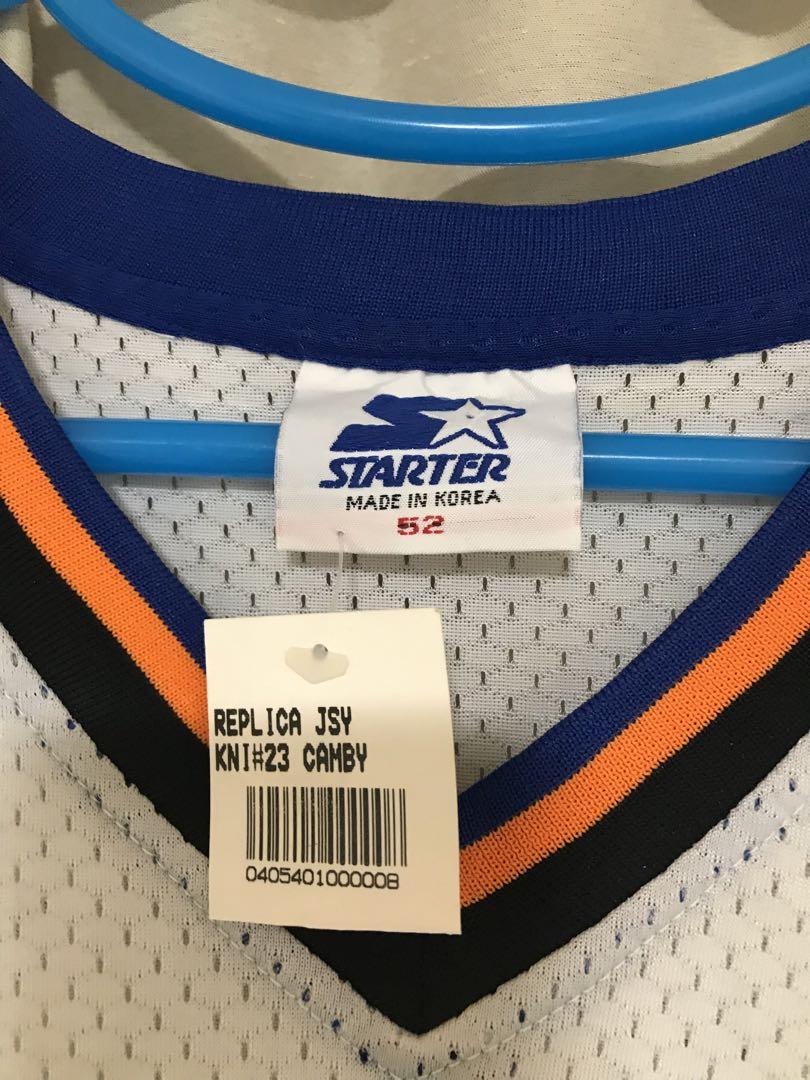 STARTER
MADE IN KOREA
52
REPLICA JSY
KNI#23 CAMBY
0405401000008